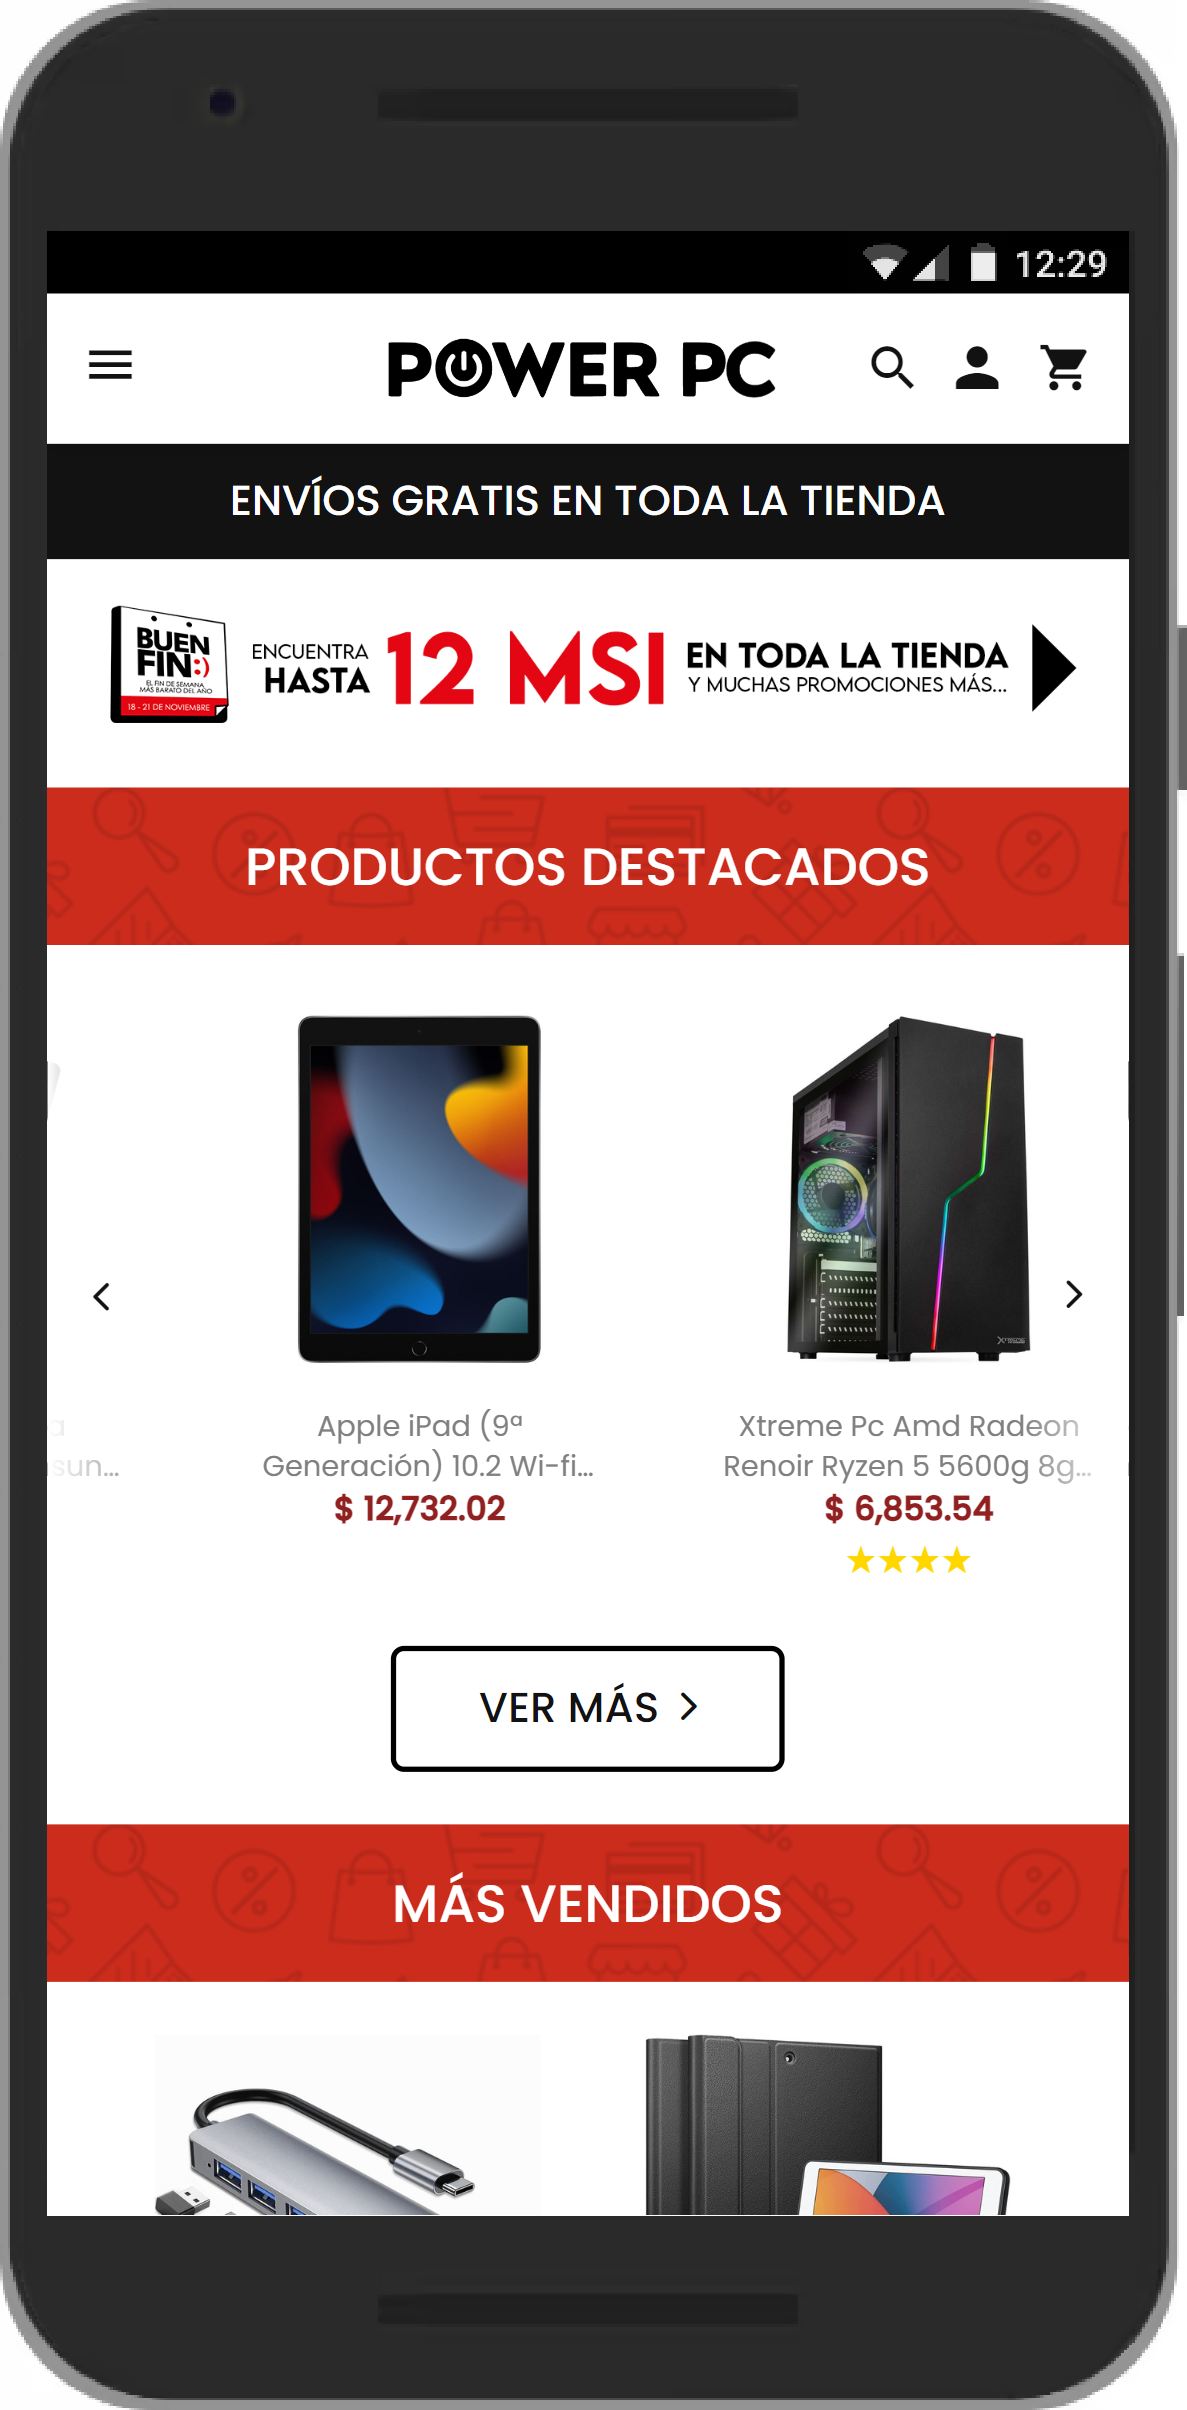 12:29
POWER PC
ENVÍOS GRATIS EN TODA LA TIENDA
BUEN
FIN:)
EL FIN DE SEMANA
MÁS BARATO DEL AÑO
18 - 21 DE NOVIEMBRE
ENCUENTRA
HASTA
12 MSI
EN TODA LA TIENDA
Y MUCHAS PROMOCIONES MÁS...
PRODUCTOS DESTACADOS
XTREME
a
sun...
Apple iPad (9ª
Generación) 10.2 Wi-fi...
$ 12,732.02
Xtreme Pc Amd Radeon
Renoir Ryzen 5 5600g 8g...
$ 6,853.54
★★★★
VER MÁS >
MÁS VENDIDOS